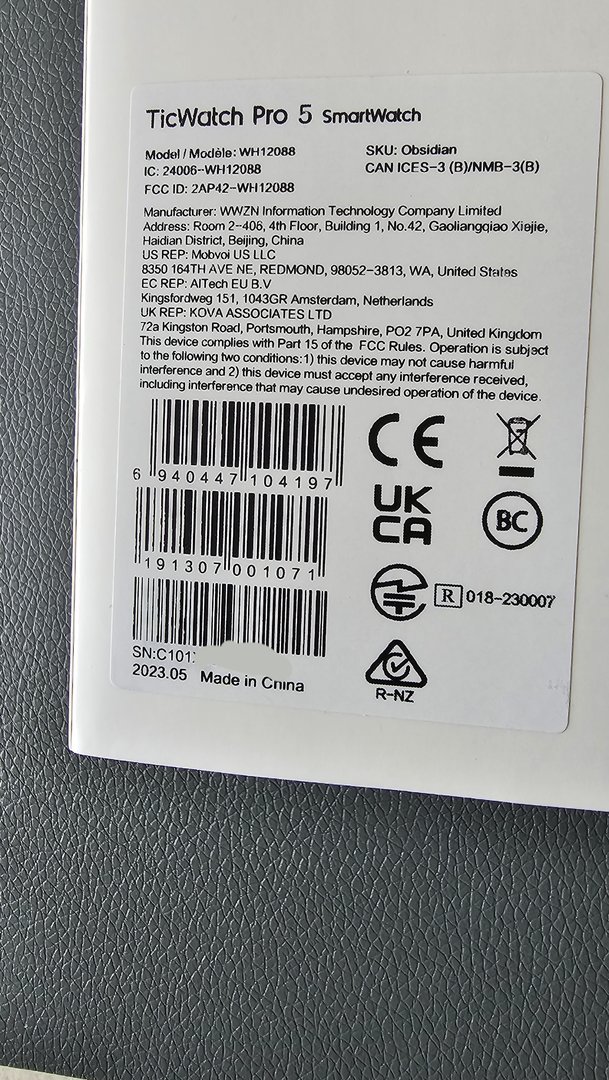 TicWatch Pro 5 SmartWatch
Model / Modèle: WH12088
SKU: Obsidian
IC: 24006-WH12088
CAN ICES-3 (B)/NMB-3(B)
FCC ID: 2AP42-WH12088
Manufacturer: WWZN Information Technology Company Limited
Address: Room 2-406, 4th Floor, Building 1, No.42, Gaoliangqiao Xiejie,
Haidian District, Beijing, China
US REP: Mobvoi US LLC
8350 164TH AVE NE, REDMOND, 98052-3813, WA, United States
EC REP: AITech EU B.V
Kingsfordweg 151, 1043GR Amsterdam, Netherlands
UK REP: KOVA ASSOCIATES LTD
72a Kingston Road, Portsmouth, Hampshire, PO2 7PA, United Kingdom
This device complies with Part 15 of the FCC Rules. Operation is subject
to the following two conditions:1) this device may not cause harmful
interference and 2) this device must accept any interference received,
including interference that may cause undesired operation of the device.
6 940447 104197
1 91307 00107 1
CE
UK
CA
BC
R 018-230007
SN:C101
2023.05 Made in China
R-NZ